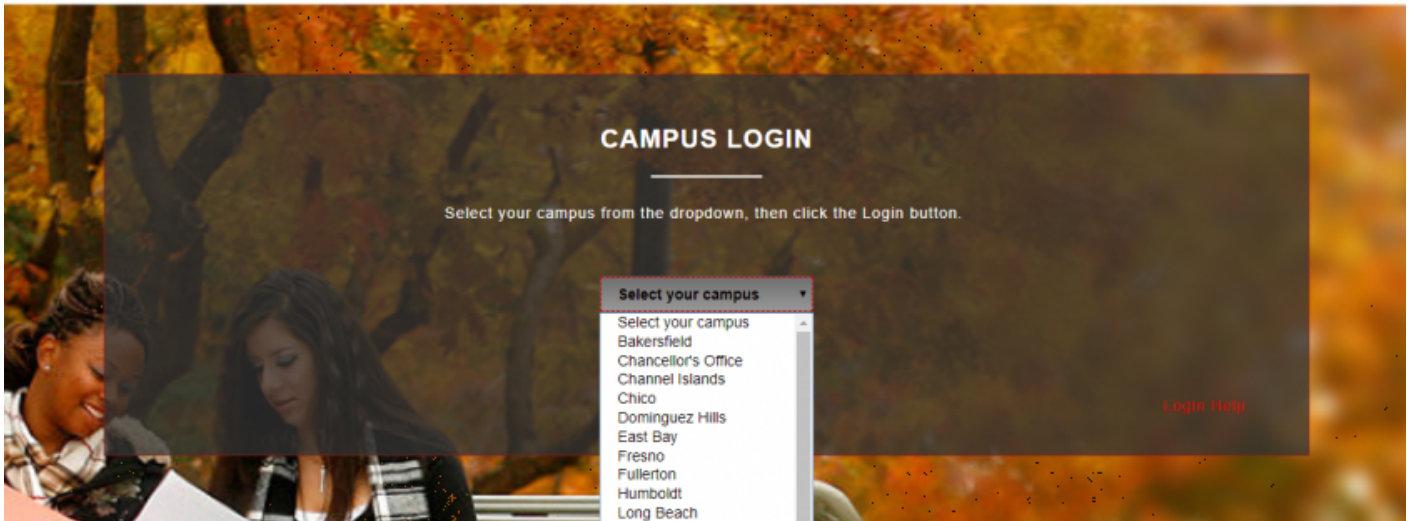 CAMPUS LOGIN
Select your campus from the dropdown, then click the Login button.
Select your campus
Select your campus
Bakersfield
Chancellor's Office
Channel Islands
Chico
Dominguez Hills
East Bay
Login Help
Fresno
Fullerton
Humboldt
Long Beach